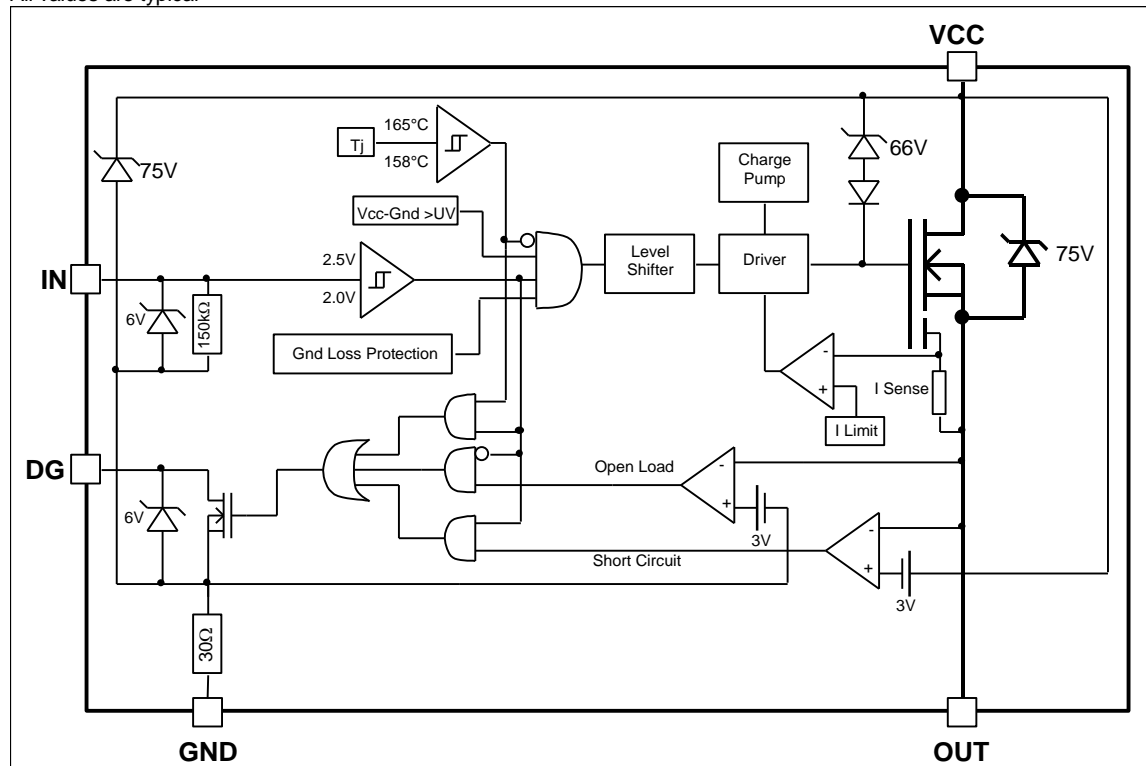 All values are typical
VCC
165°C
Tj
158°C
75V
66V
Charge
Pump
Vcc-Gnd >UV
IN
2.5V
2.0V
Level
Shifter
Driver
75V
6V
150kΩ
Gnd Loss Protection
-
+
I Sense
I Limit
DG
Open Load
-
+
3V
6V
Short Circuit
-
+
3V
30Ω
GND
OUT